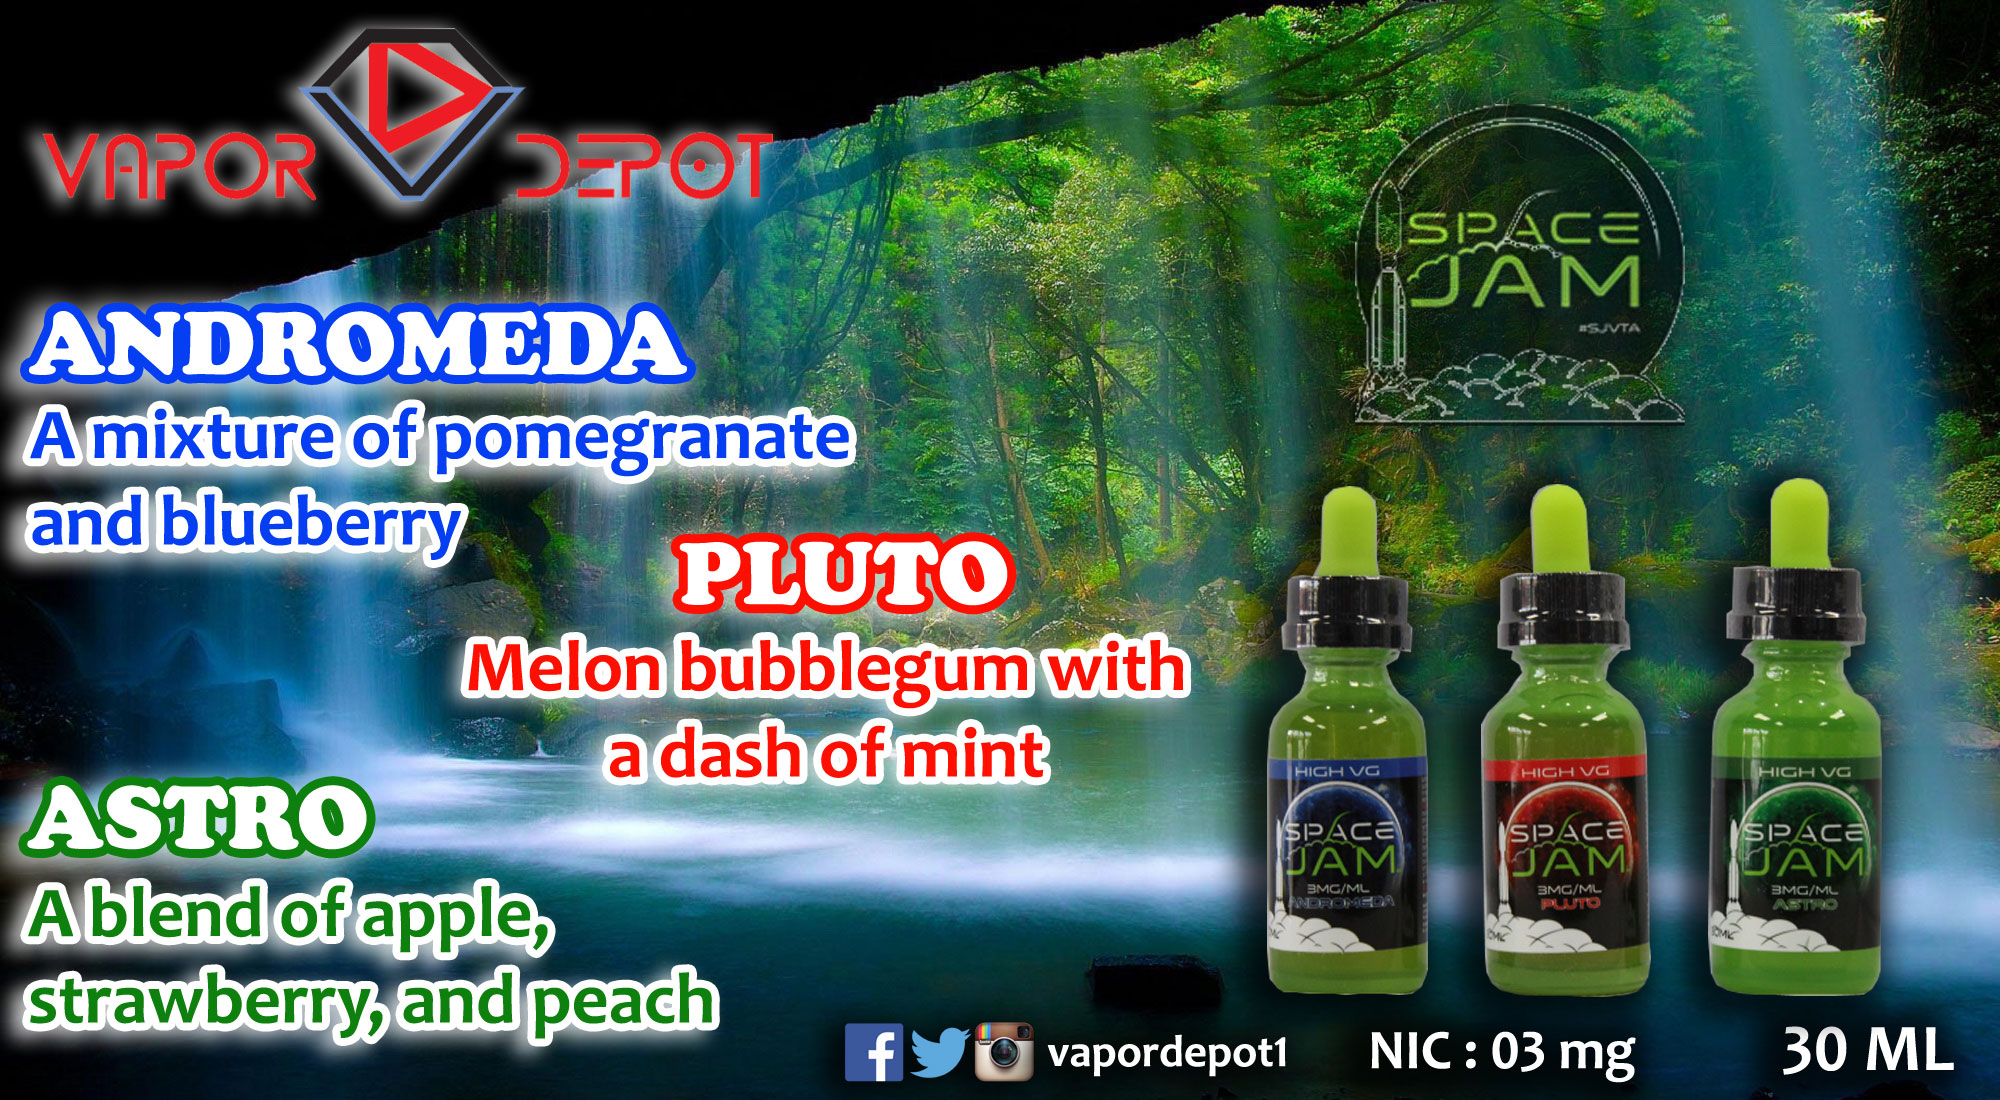 VAPOR DEPOT
SPACE
JAM
#SJVTA
ANDROMEDA
A mixture of pomegranate
and blueberry
PLUTO
Melon bubblegum with
a dash of mint
ASTRO
A blend of apple,
strawberry, and peach
HIGH VG
SPACE
JAM
3MG/ML
ANDROMEDA
HIGH VG
SPACE
JAM
3MG/ML
PLUTO
HIGH VG
SPACE
JAM
3MG/ML
ASTRO
vapordepot1
NIC : 03 mg
30 ML